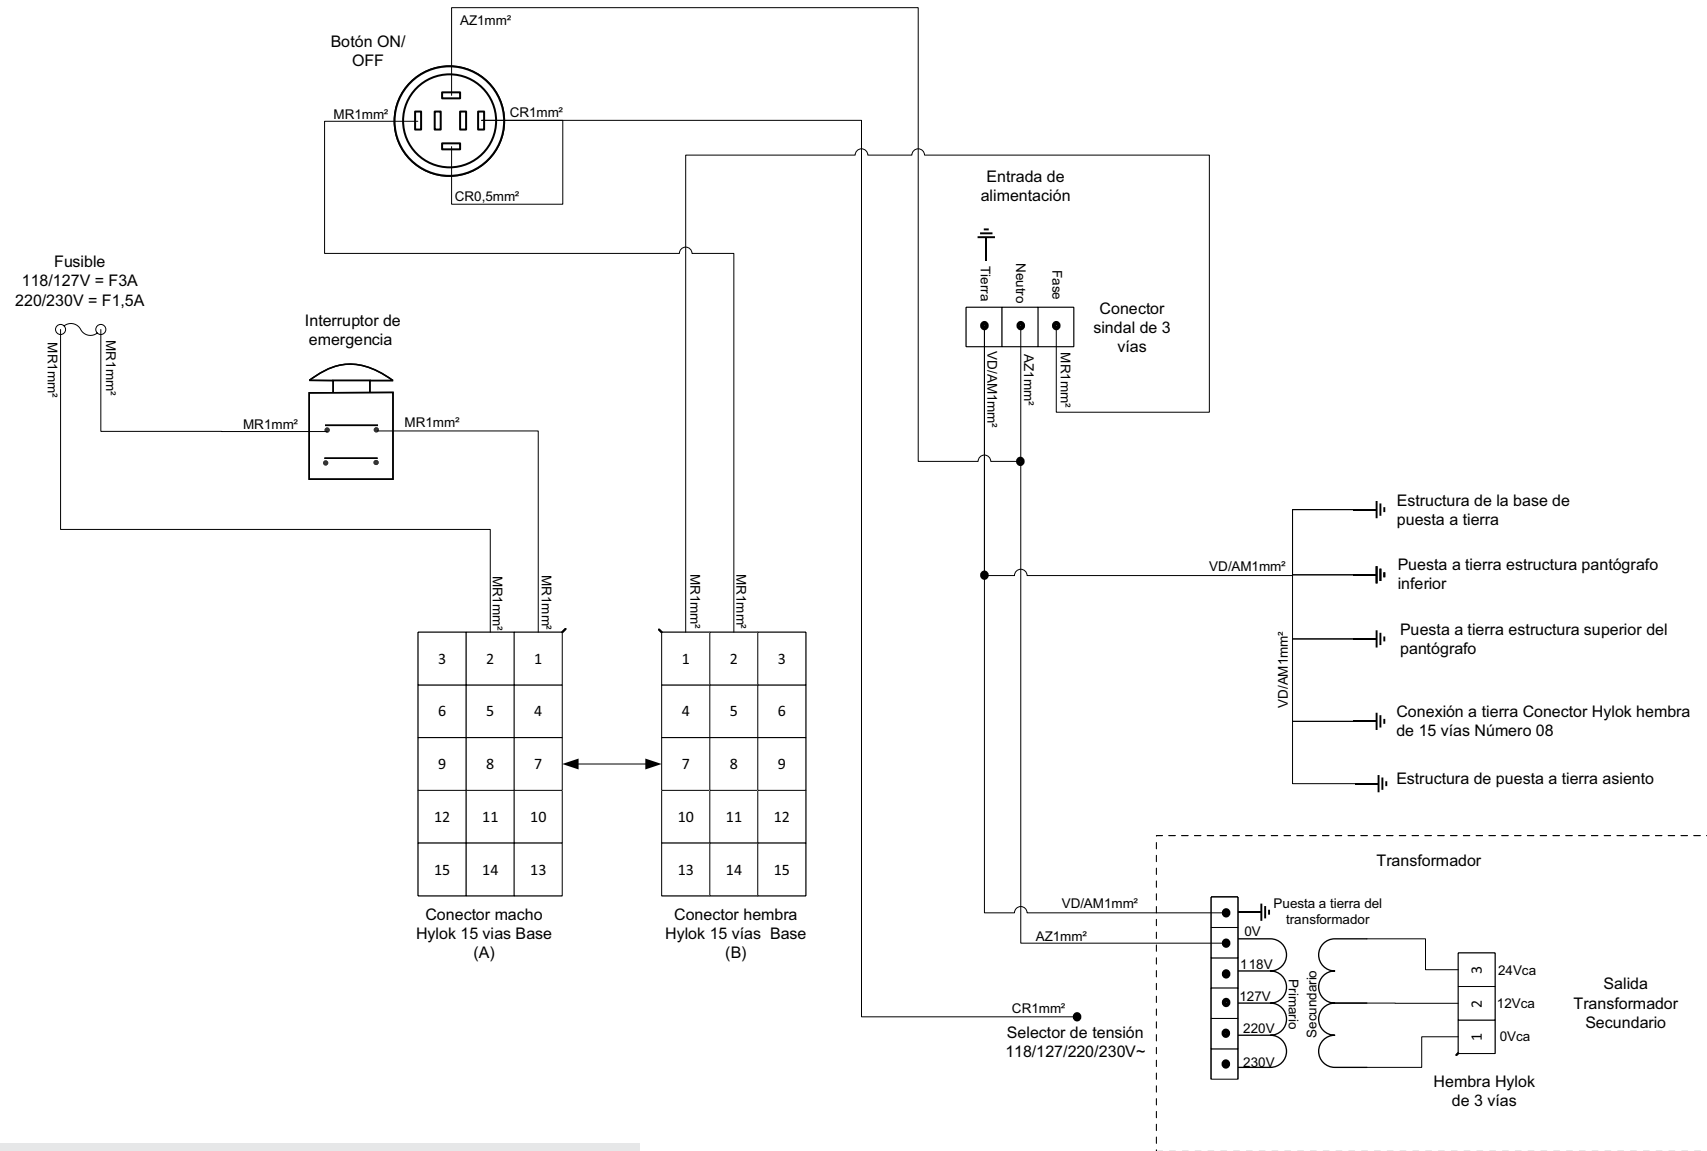 AZ1mm²
Botón ON/
OFF
MR1mm²
CR1mm²
CR0,5mm²
Entrada de
alimentación
Tierra
Neutro
Fase
Conector
sindal de 3
vías
VD/AM1mm²
AZ1mm²
MR1mm²
Fusible
118/127V = F3A
220/230V = F1,5A
MR1mm²
MR1mm²
Interruptor de
emergencia
MR1mm²
MR1mm²
MR1mm²
MR1mm²
MR1mm²
MR1mm²
3 2 1
6 5 4
9 8 7
12 11 10
15 14 13
Conector macho
Hylok 15 vias Base
(A)
1 2 3
4 5 6
7 8 9
10 11 12
13 14 15
Conector hembra
Hylok 15 vías Base
(B)
VD/AM1mm²
VD/AM1mm²
Estructura de la base de
puesta a tierra
Puesta a tierra estructura pantógrafo
inferior
Puesta a tierra estructura superior del
pantógrafo
Conexión a tierra Conector Hylok hembra
de 15 vías Número 08
Estructura de puesta a tierra asiento
Transformador
VD/AM1mm²
Puesta a tierra del
transformador
AZ1mm²
0V
118V
127V
220V
230V
Primario
Secundario
3
2
1
24Vca
12Vca
0Vca
Salida
Transformador
Secundario
Hembra Hylok
de 3 vías
CR1mm²
Selector de tensión
118/127/220/230V~